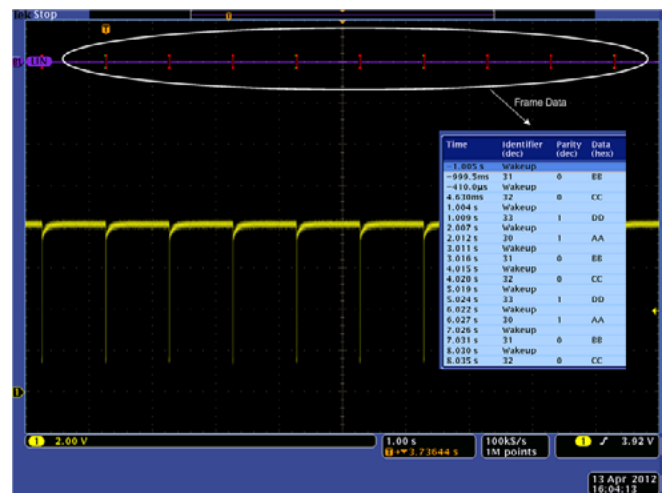 Tek Stop
T
LIN
Frame Data
Time Identifier (dec) Parity (dec) Data (hex)
-1.005 s Wakeup
-999.5ms 31 0 BB
-410.0µs Wakeup
4.630ms 32 0 CC
1.004 s Wakeup
1.009 s 33 1 DD
2.007 s Wakeup
2.012 s 30 1 AA
3.011 s Wakeup
3.016 s 31 0 BB
4.015 s Wakeup
4.020 s 32 0 CC
5.019 s Wakeup
5.024 s 33 1 DD
6.022 s Wakeup
6.027 s 30 1 AA
7.026 s Wakeup
7.031 s 31 0 BB
8.030 s Wakeup
8.035 s 32 0 CC
1
1 2.00 V
1.00 s
T 3.73644 s
100kS/s
1M points
1 3.92 V
13 Apr 2012
16:04:13